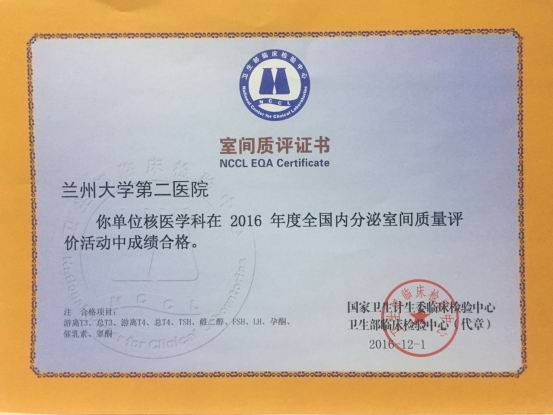 卫生部临床检验中心
NCCL
National Center for Clinical Laboratories
室间质评证书
NCCL EQA Certificate
兰州大学第二医院
你单位核医学科在 2016 年度全国内分泌室间质量评
价活动中成绩合格。
注 合格项目:
游离T3、总T3、游离T4、总T4、TSH、雌二醇、FSH、LH、孕酮、
催乳素、睾酮
国家卫生计生委临床检验中心
卫生部临床检验中心(代章)
2016-12-1